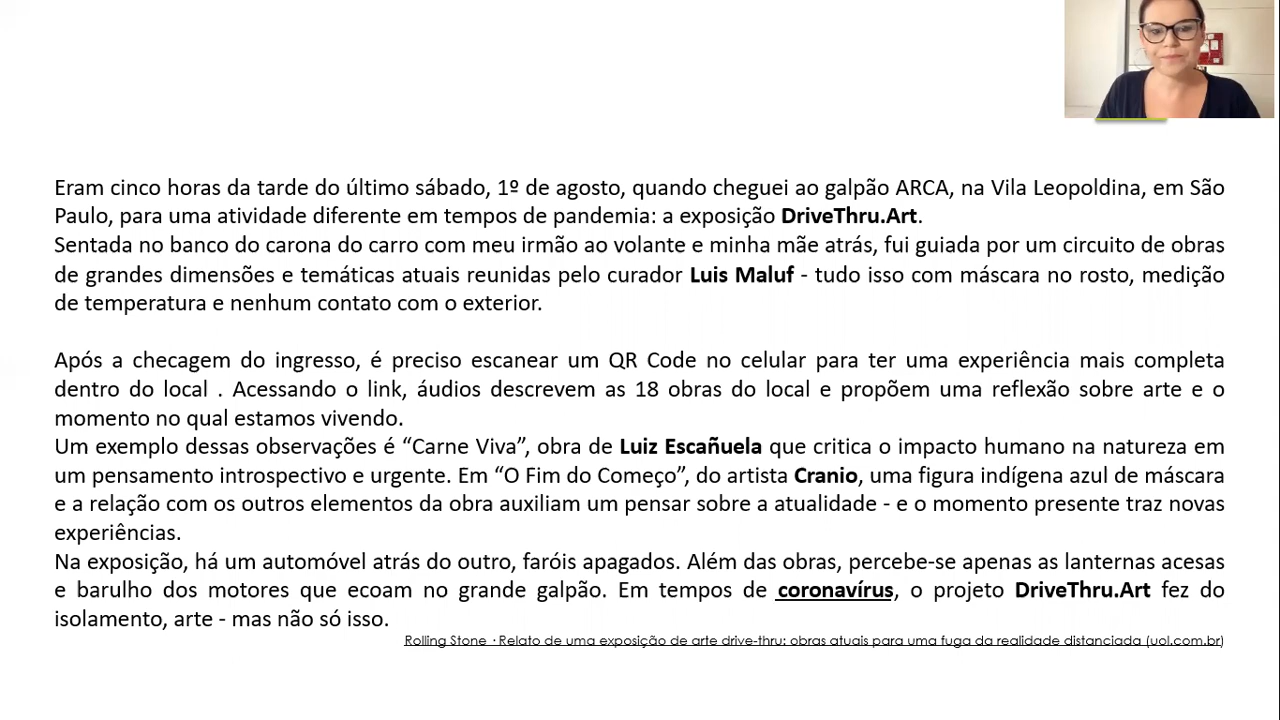 Eram cinco horas da tarde do último sábado, 1º de agosto, quando cheguei ao galpão ARCA, na Vila Leopoldina, em São
Paulo, para uma atividade diferente em tempos de pandemia: a exposição DriveThru.Art.
Sentada no banco do carona do carro com meu irmão ao volante e minha mãe atrás, fui guiada por um circuito de obras
de grandes dimensões e temáticas atuais reunidas pelo curador Luis Maluf - tudo isso com máscara no rosto, medição
de temperatura e nenhum contato com o exterior.
Após a checagem do ingresso, é preciso escanear um QR Code no celular para ter uma experiência mais completa
dentro do local . Acessando o link, áudios descrevem as 18 obras do local e propõem uma reflexão sobre arte e o
momento no qual estamos vivendo.
Um exemplo dessas observações é “Carne Viva”, obra de Luiz Escañuela que critica o impacto humano na natureza em
um pensamento introspectivo e urgente. Em “O Fim do Começo”, do artista Cranio, uma figura indígena azul de máscara
e a relação com os outros elementos da obra auxiliam um pensar sobre a atualidade - e o momento presente traz novas
experiências.
Na exposição, há um automóvel atrás do outro, faróis apagados. Além das obras, percebe-se apenas as lanternas acesas
e barulho dos motores que ecoam no grande galpão. Em tempos de coronavírus, o projeto DriveThru.Art fez do
isolamento, arte - mas não só isso.
Rolling Stone · Relato de uma exposição de arte drive-thru: obras atuais para uma fuga da realidade distanciada (uol.com.br)